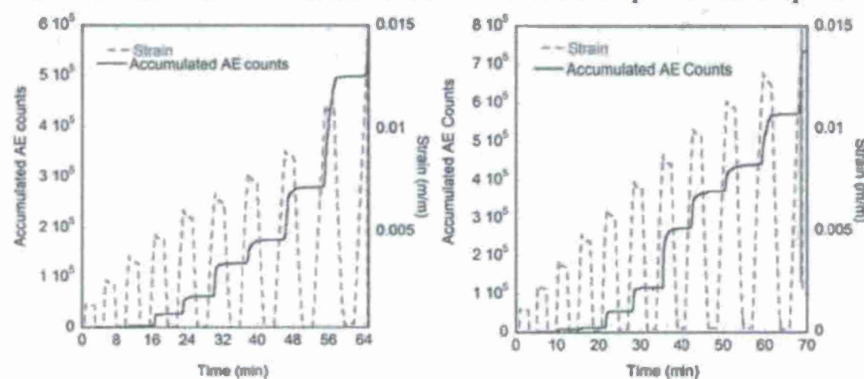 6 10⁵
5 10⁵
4 10⁵
3 10⁵
2 10⁵
1 10⁵
0
Accumulated AE counts
Strain
Accumulated AE counts
0.015
0.01
0.005
0
Strain (m/m)
0 8 16 24 32 40 48 56 64
Time (min)
8 10⁵
7 10⁵
6 10⁵
5 10⁵
4 10⁵
3 10⁵
2 10⁵
1 10⁵
0
Accumulated AE Counts
Strain
Accumulated AE Counts
0.015
0.01
0.005
0
Strain (m/m)
0 10 20 30 40 50 60 70
Time (min)